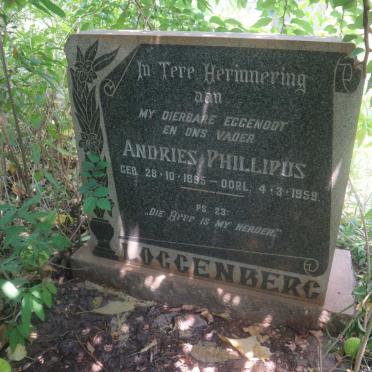 In Tere Herinnering
aan
MY DIERBARE EGGENOOT
EN ONS VADER
ANDRIES PHILLIPUS
GEB. 28·10·1895 — OORL. 4·3·1959
PS. 23
„Die Here IS MY HERDER."
ROGGENBERG